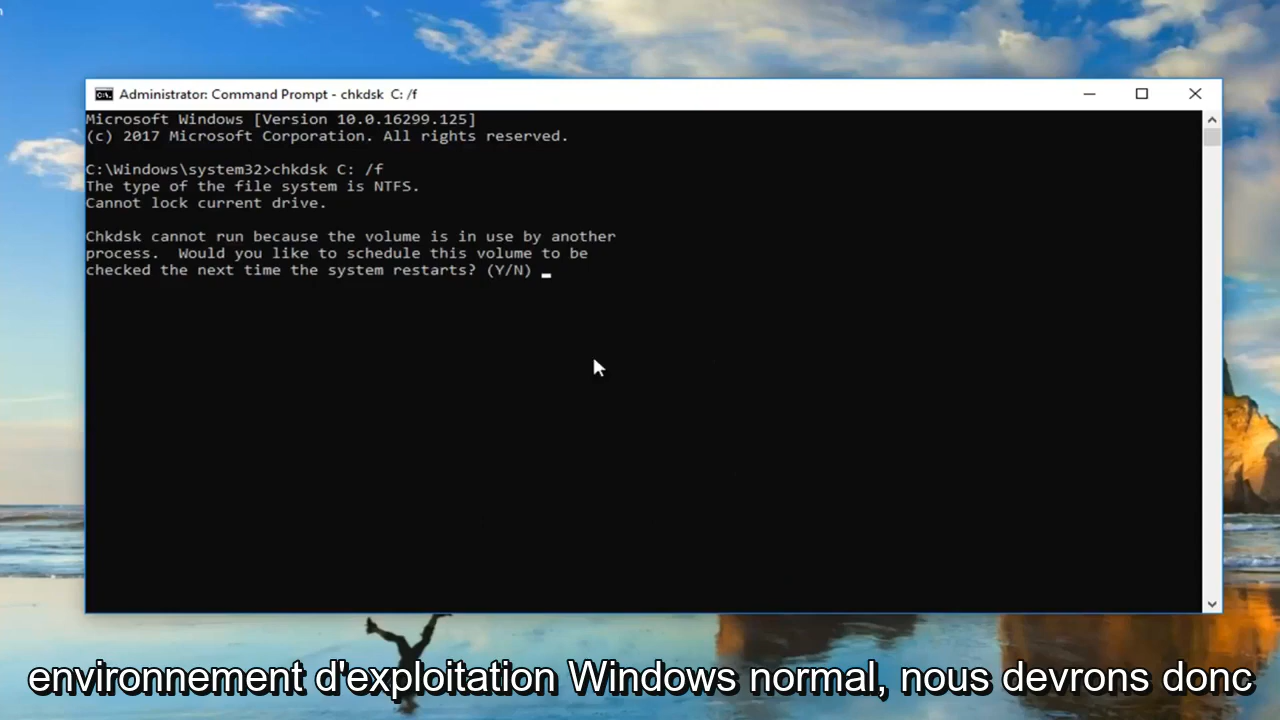 Administrator: Command Prompt - chkdsk C: /f
Microsoft Windows [Version 10.0.16299.125]
(c) 2017 Microsoft Corporation. All rights reserved.
C:\Windows\system32>chkdsk C: /f
The type of the file system is NTFS.
Cannot lock current drive.
Chkdsk cannot run because the volume is in use by another
process.  Would you like to schedule this volume to be
checked the next time the system restarts? (Y/N)
environnement d'exploitation Windows normal, nous devrons donc